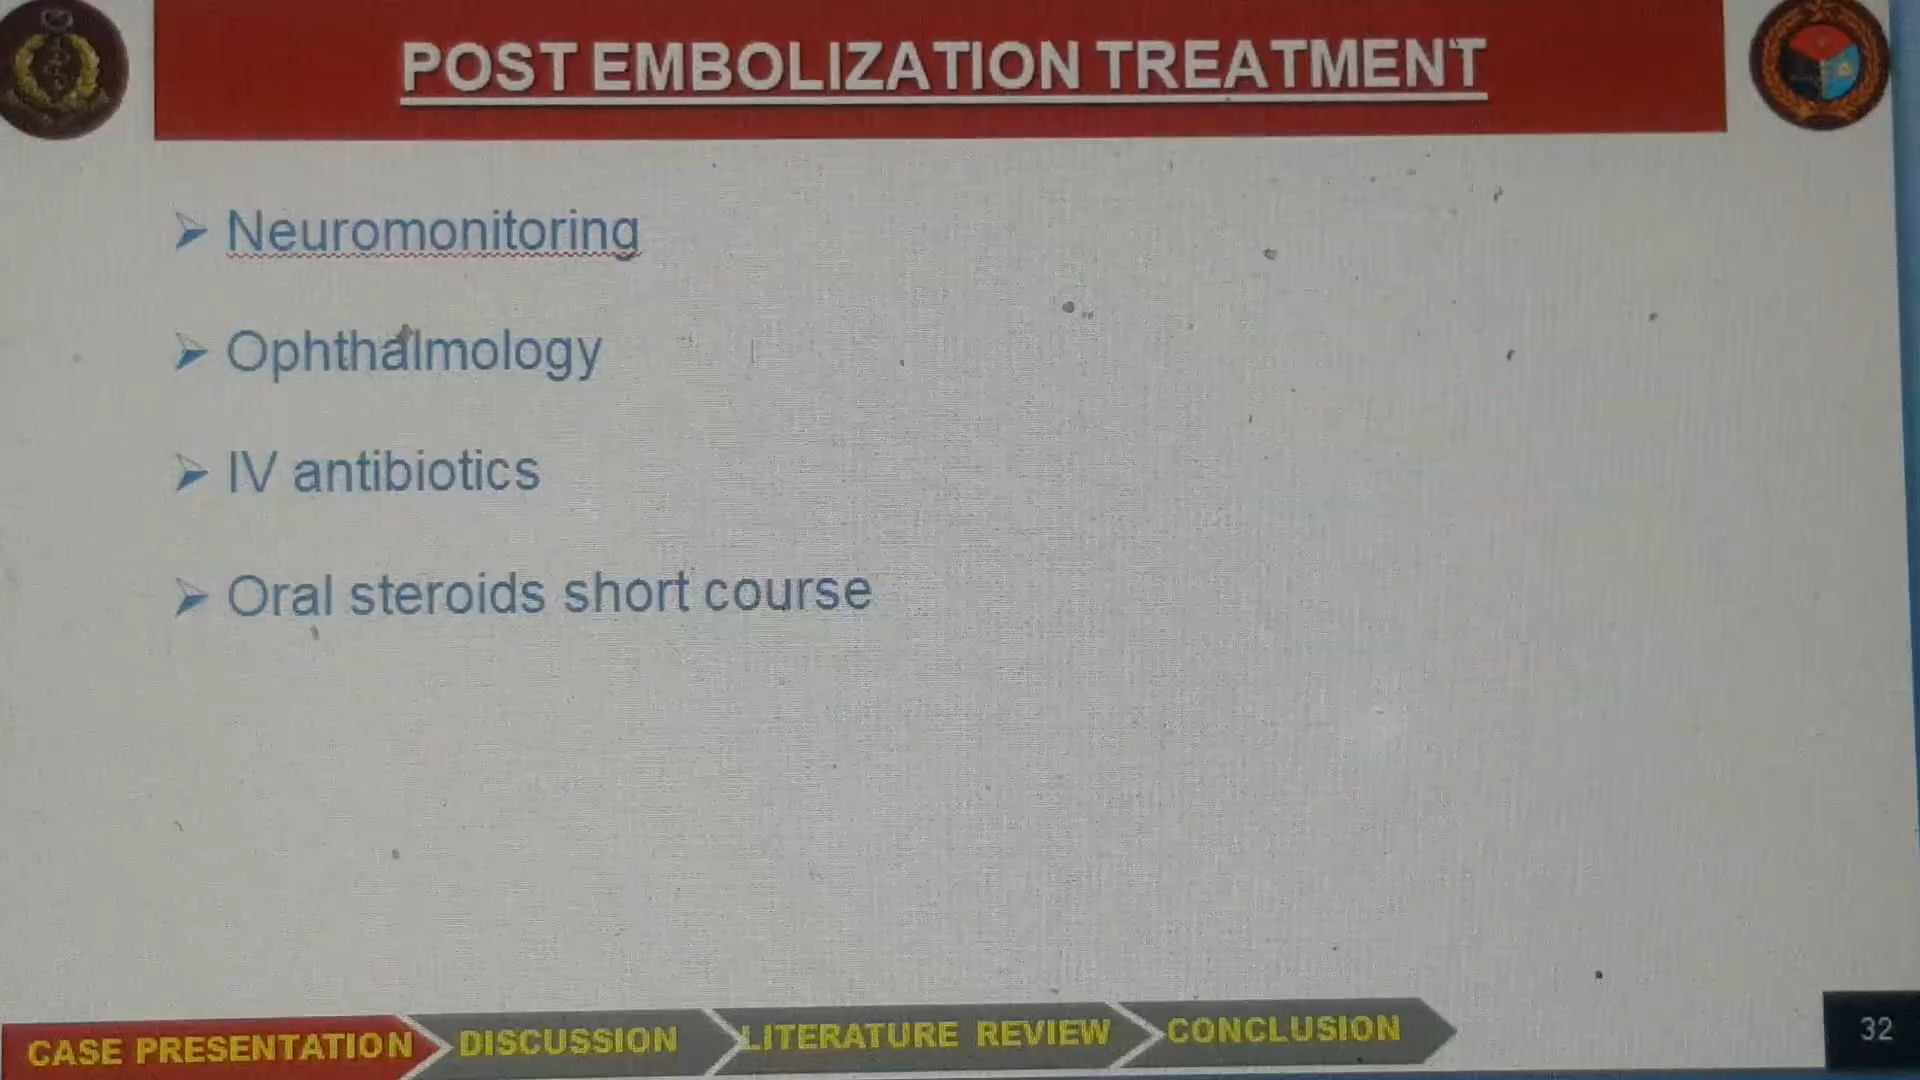 POST EMBOLIZATION TREATMENT
Neuromonitoring
Ophthalmology
IV antibiotics
Oral steroids short course
CASE PRESENTATION
DISCUSSION
LITERATURE REVIEW
CONCLUSION
32